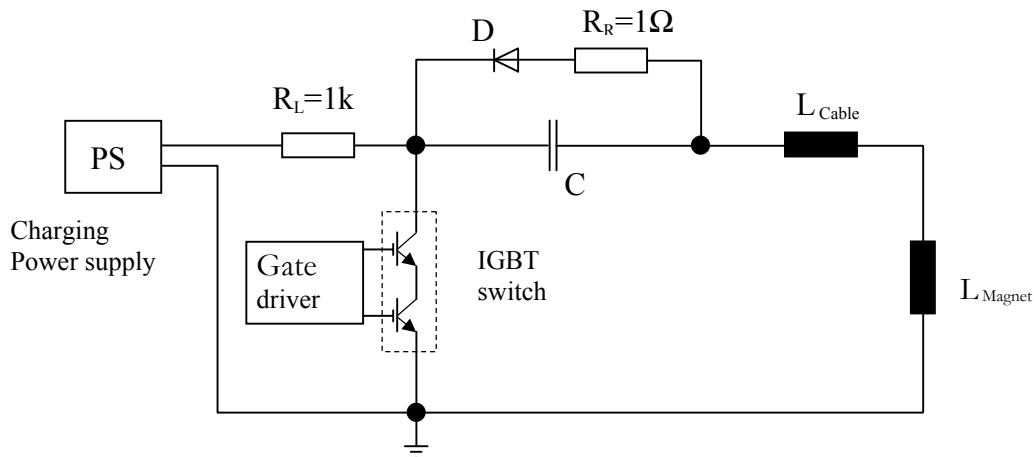 D
R_R=1Ω
R_L=1k
L_Cable
PS
C
Charging
Power supply
Gate
driver
IGBT
switch
L_Magnet